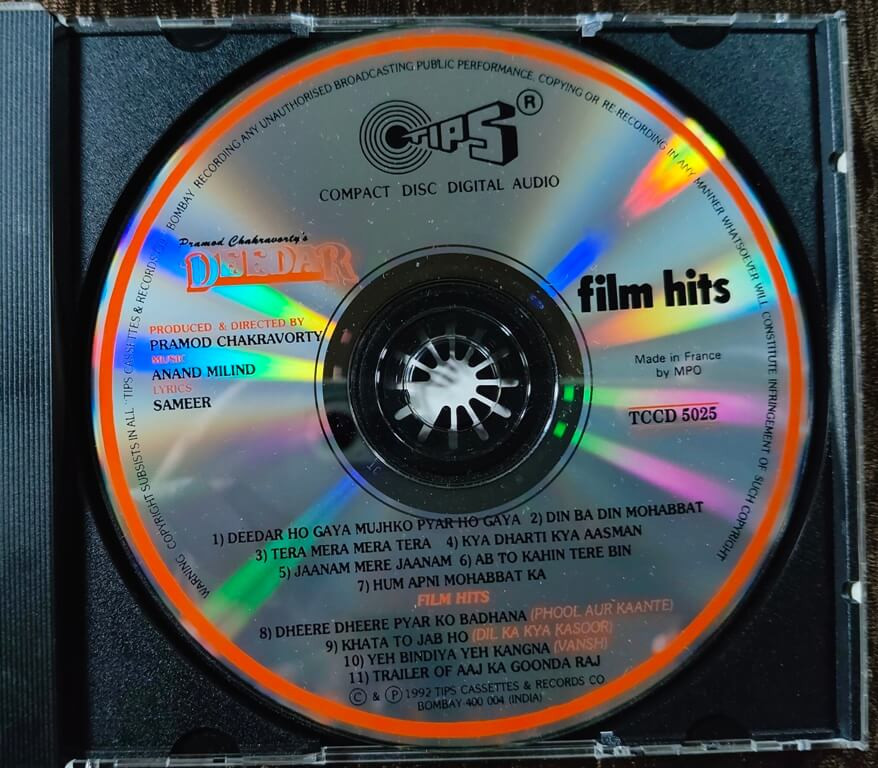 WARNING. COPYRIGHT SUBSISTS IN ALL "TIPS CASSETTES & RECORDS CO." BOMBAY. RECORDING ANY UNAUTHORISED BROADCASTING PUBLIC PERFORMANCE, COPYING OR RE-RECORDING IN ANY MANNER WHATSOEVER WILL CONSTITUTE INFRINGEMENT OF SUCH COPYRIGHT
TIPS ®
COMPACT DISC DIGITAL AUDIO
Pramod Chakravorty's
DEEDAR
PRODUCED & DIRECTED BY
PRAMOD CHAKRAVORTY
MUSIC
ANAND MILIND
LYRICS
SAMEER
film hits
Made in France
by MPO
TCCD 5025
1) DEEDAR HO GAYA MUJHKO PYAR HO GAYA 2) DIN BA DIN MOHABBAT
3) TERA MERA MERA TERA 4) KYA DHARTI KYA AASMAN
5) JAANAM MERE JAANAM 6) AB TO KAHIN TERE BIN
7) HUM APNI MOHABBAT KA
FILM HITS
8) DHEERE DHEERE PYAR KO BADHANA (PHOOL AUR KAANTE)
9) KHATA TO JAB HO (DIL KA KYA KASOOR)
10) YEH BINDIYA YEH KANGNA (VANSH)
11) TRAILER OF AAJ KA GOONDA RAJ
© & ℗ 1992 TIPS CASSETTES & RECORDS CO
BOMBAY-400 004 (INDIA)